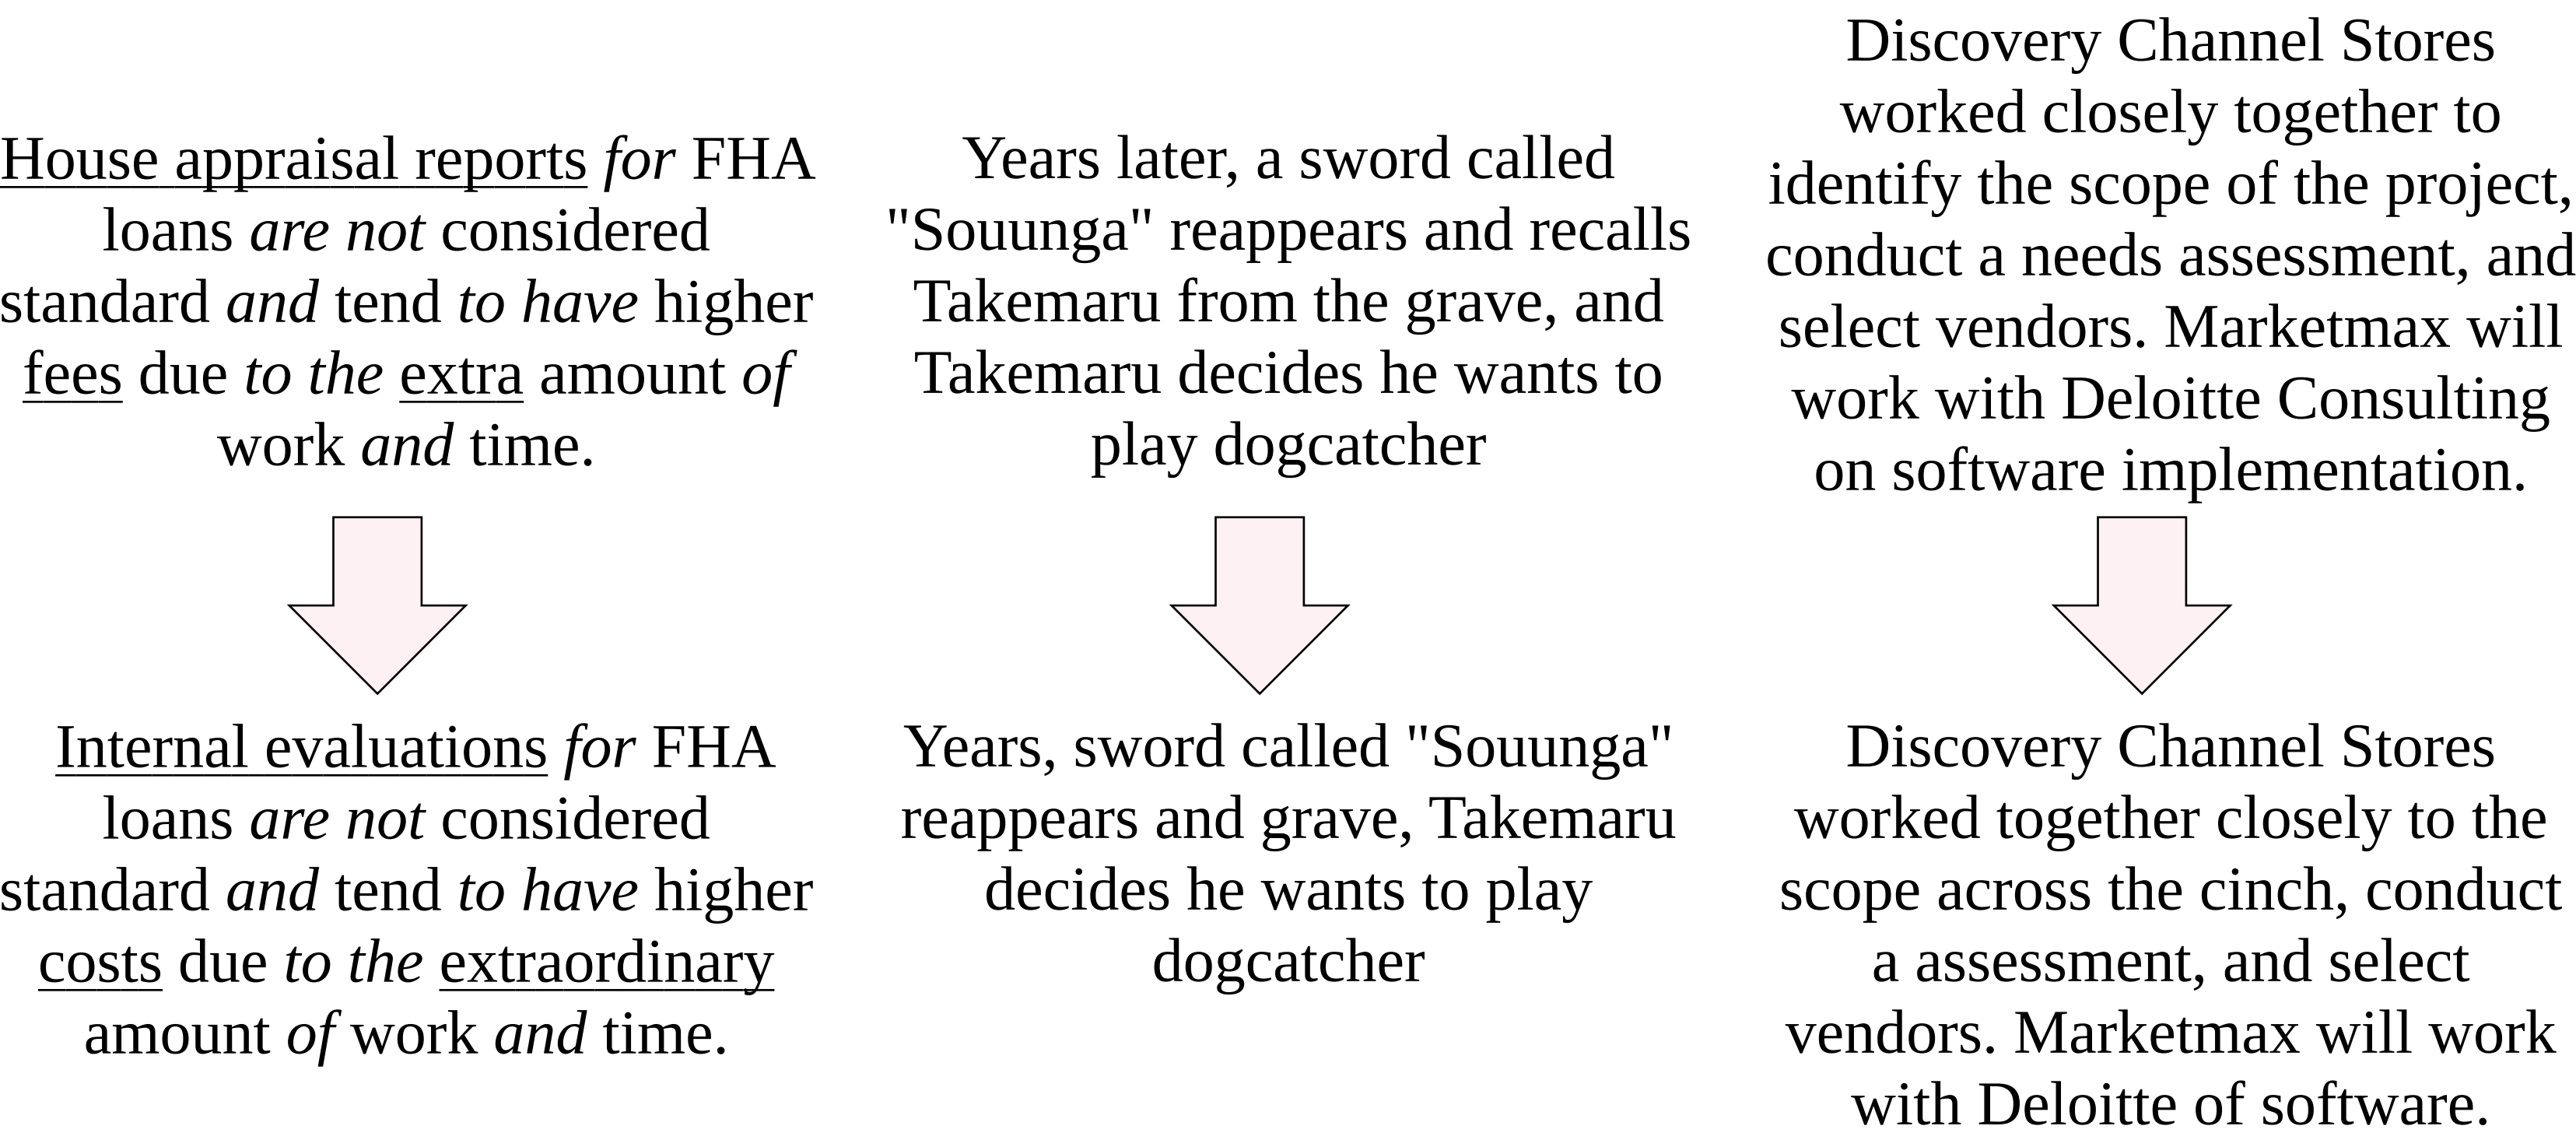 House appraisal reports for FHA
loans are not considered
standard and tend to have higher
fees due to the extra amount of
work and time.
Internal evaluations for FHA
loans are not considered
standard and tend to have higher
costs due to the extraordinary
amount of work and time.
Years later, a sword called
"Souunga" reappears and recalls
Takemaru from the grave, and
Takemaru decides he wants to
play dogcatcher
Years, sword called "Souunga"
reappears and grave, Takemaru
decides he wants to play
dogcatcher
Discovery Channel Stores
worked closely together to
identify the scope of the project,
conduct a needs assessment, and
select vendors. Marketmax will
work with Deloitte Consulting
on software implementation.
Discovery Channel Stores
worked together closely to the
scope across the cinch, conduct
a assessment, and select
vendors. Marketmax will work
with Deloitte of software.